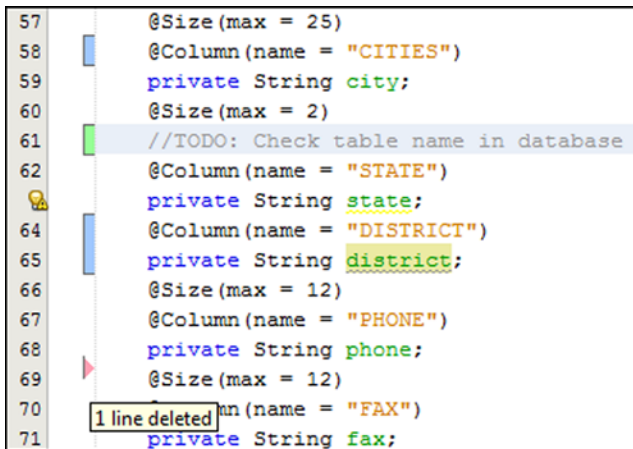 57 @Size(max = 25)
58 @Column(name = "CITIES")
59 private String city;
60 @Size(max = 2)
61 //TODO: Check table name in database
62 @Column(name = "STATE")
private String state;
64 @Column(name = "DISTRICT")
65 private String district;
66 @Size(max = 12)
67 @Column(name = "PHONE")
68 private String phone;
69 @Size(max = 12)
70 1 line deleted mn(name = "FAX")
71 private String fax;